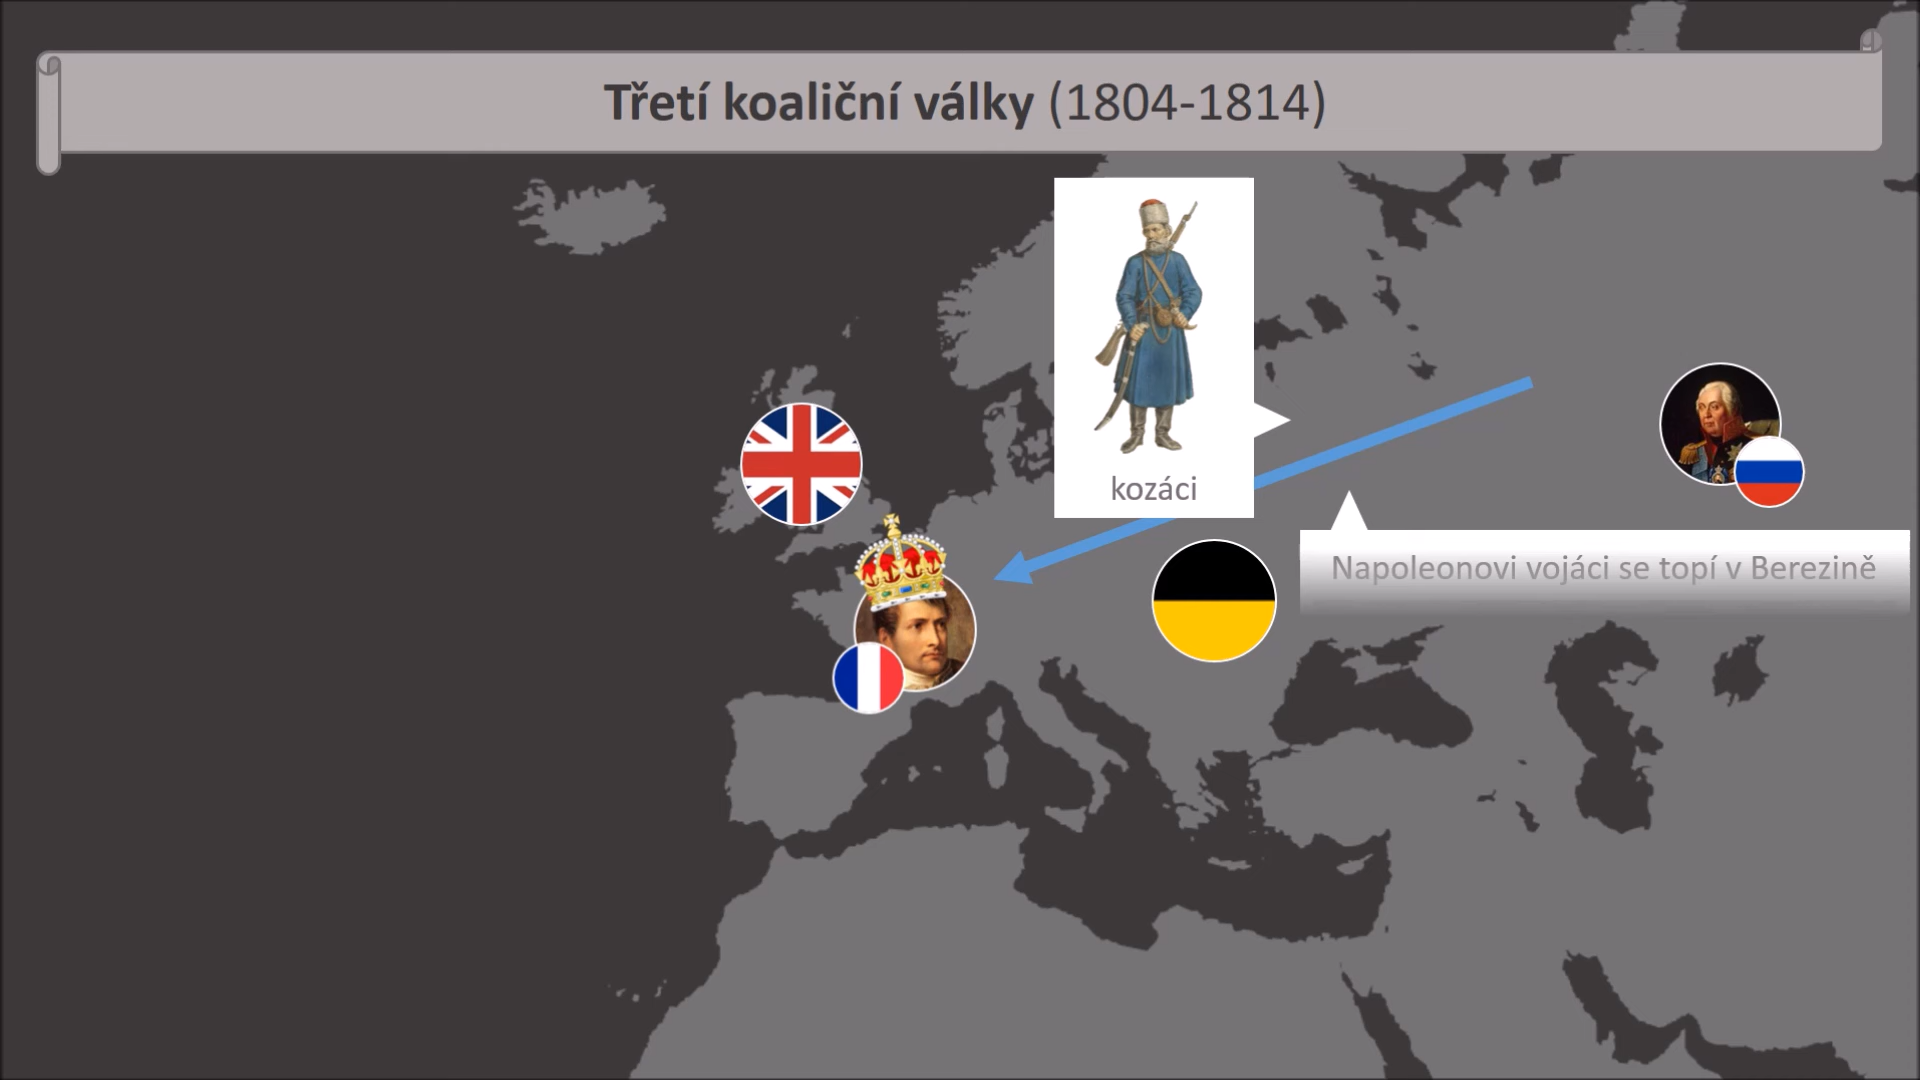 Třetí koaliční války (1804-1814)
kozáci
Napoleonovi vojáci se topí v Berezině